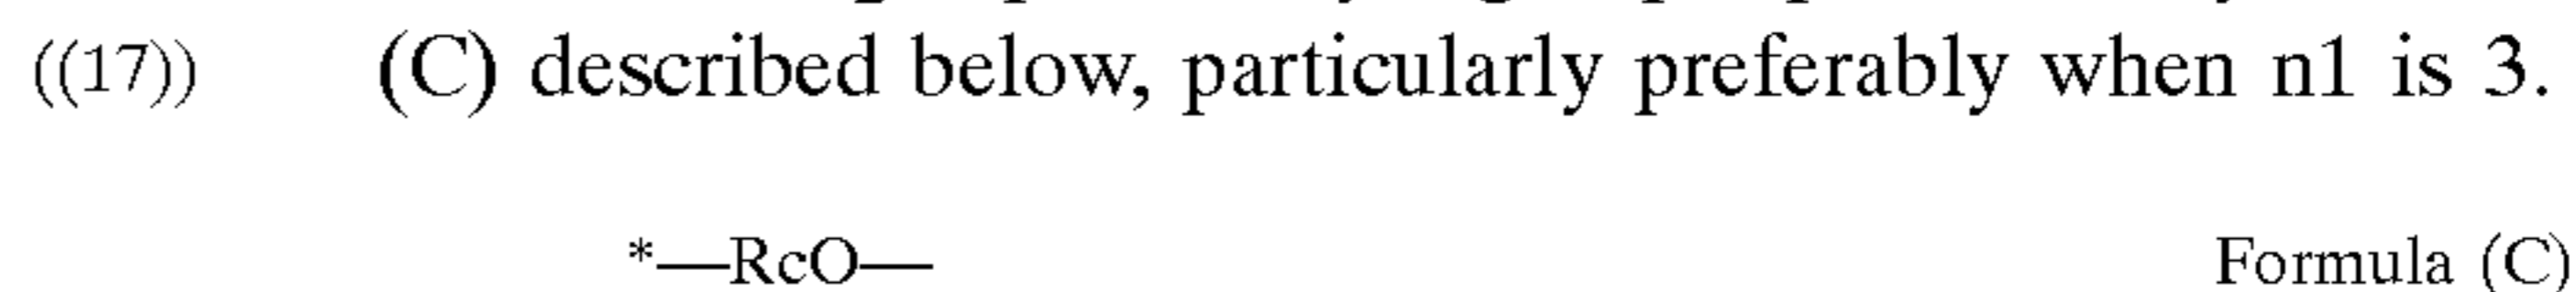 ((17)) (C) described below, particularly preferably when n1 is 3.
*—RcO— Formula (C)